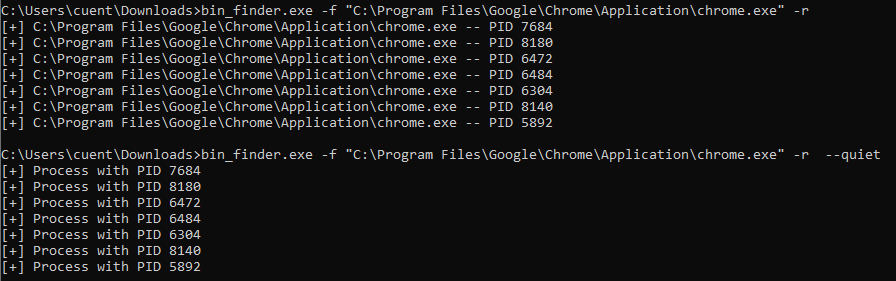 C:\Users\cuent\Downloads>bin_finder.exe -f "C:\Program Files\Google\Chrome\Application\chrome.exe" -r
[+] C:\Program Files\Google\Chrome\Application\chrome.exe -- PID 7684
[+] C:\Program Files\Google\Chrome\Application\chrome.exe -- PID 8180
[+] C:\Program Files\Google\Chrome\Application\chrome.exe -- PID 6472
[+] C:\Program Files\Google\Chrome\Application\chrome.exe -- PID 6484
[+] C:\Program Files\Google\Chrome\Application\chrome.exe -- PID 6304
[+] C:\Program Files\Google\Chrome\Application\chrome.exe -- PID 8140
[+] C:\Program Files\Google\Chrome\Application\chrome.exe -- PID 5892
C:\Users\cuent\Downloads>bin_finder.exe -f "C:\Program Files\Google\Chrome\Application\chrome.exe" -r  --quiet
[+] Process with PID 7684
[+] Process with PID 8180
[+] Process with PID 6472
[+] Process with PID 6484
[+] Process with PID 6304
[+] Process with PID 8140
[+] Process with PID 5892